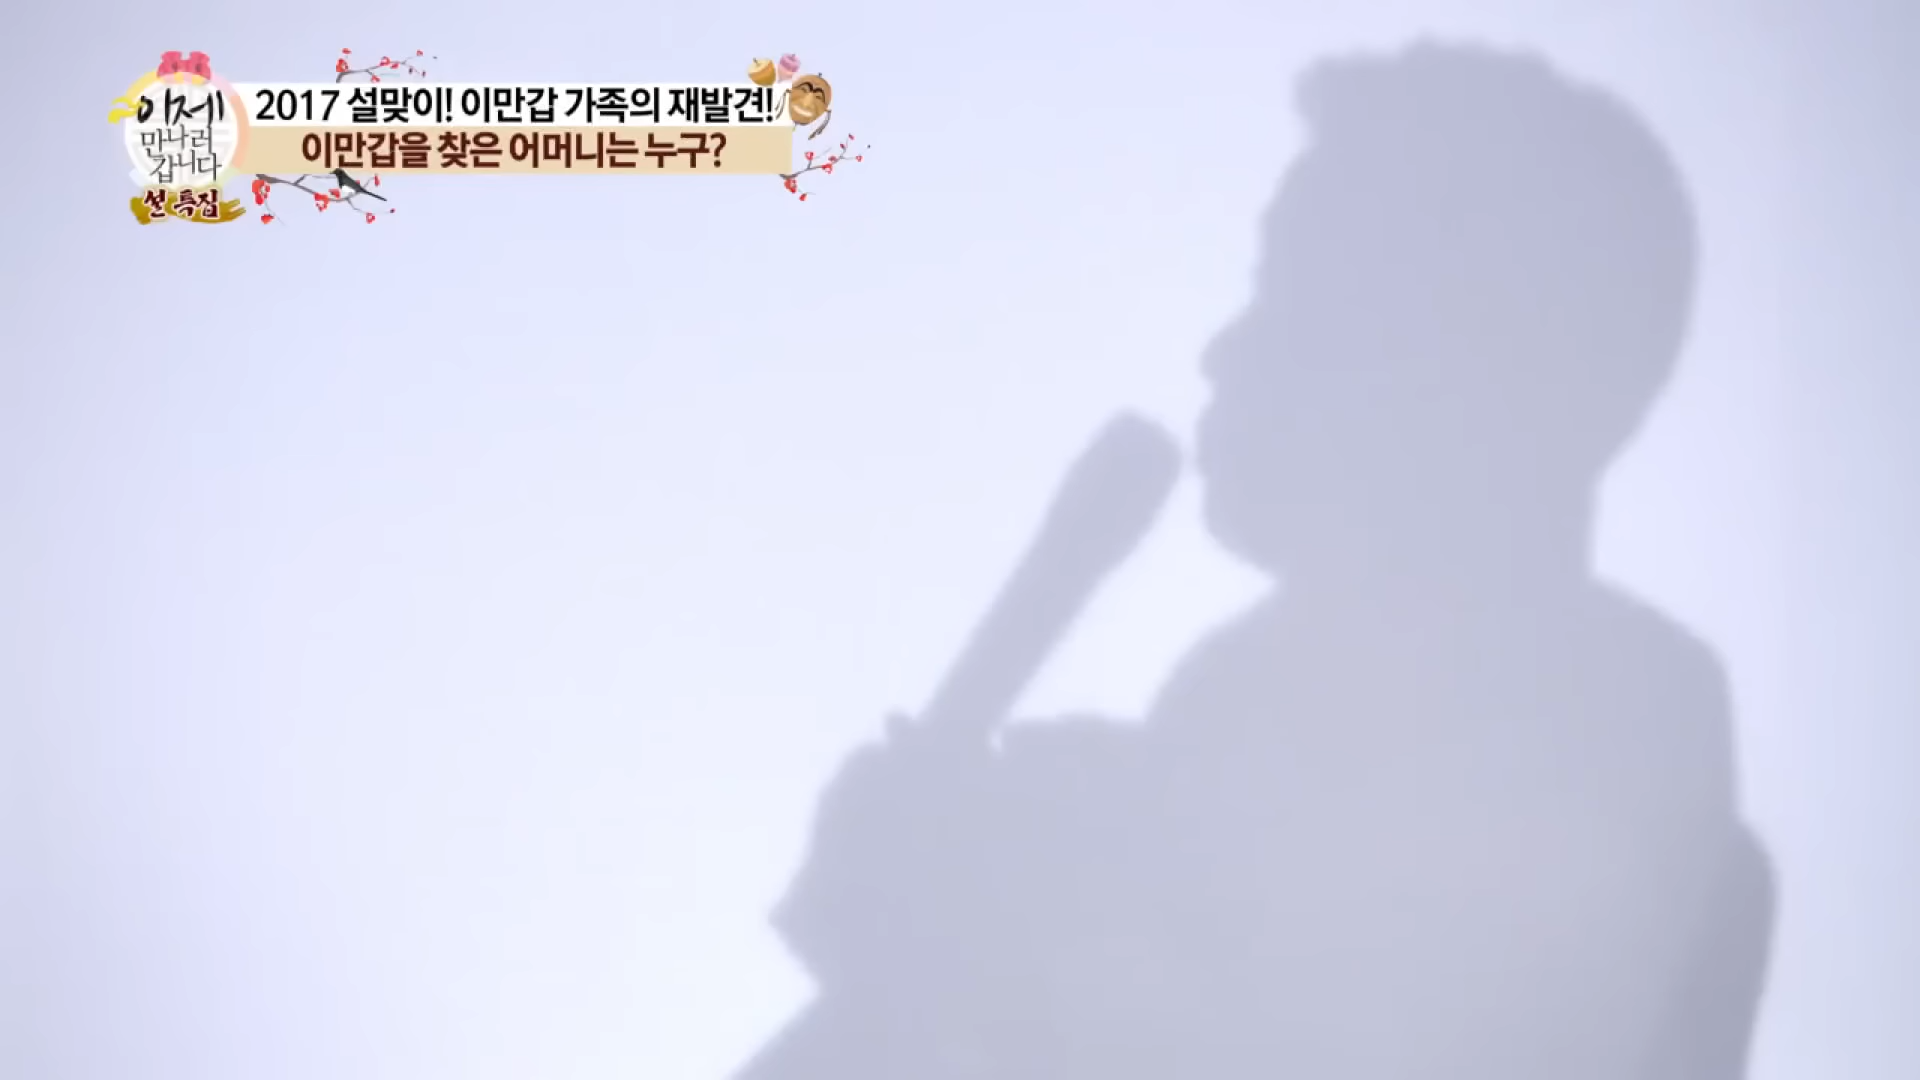 이제
만나러
갑니다
설 특집
2017 설맞이! 이만갑 가족의 재발견!
이만갑을 찾은 어머니는 누구?